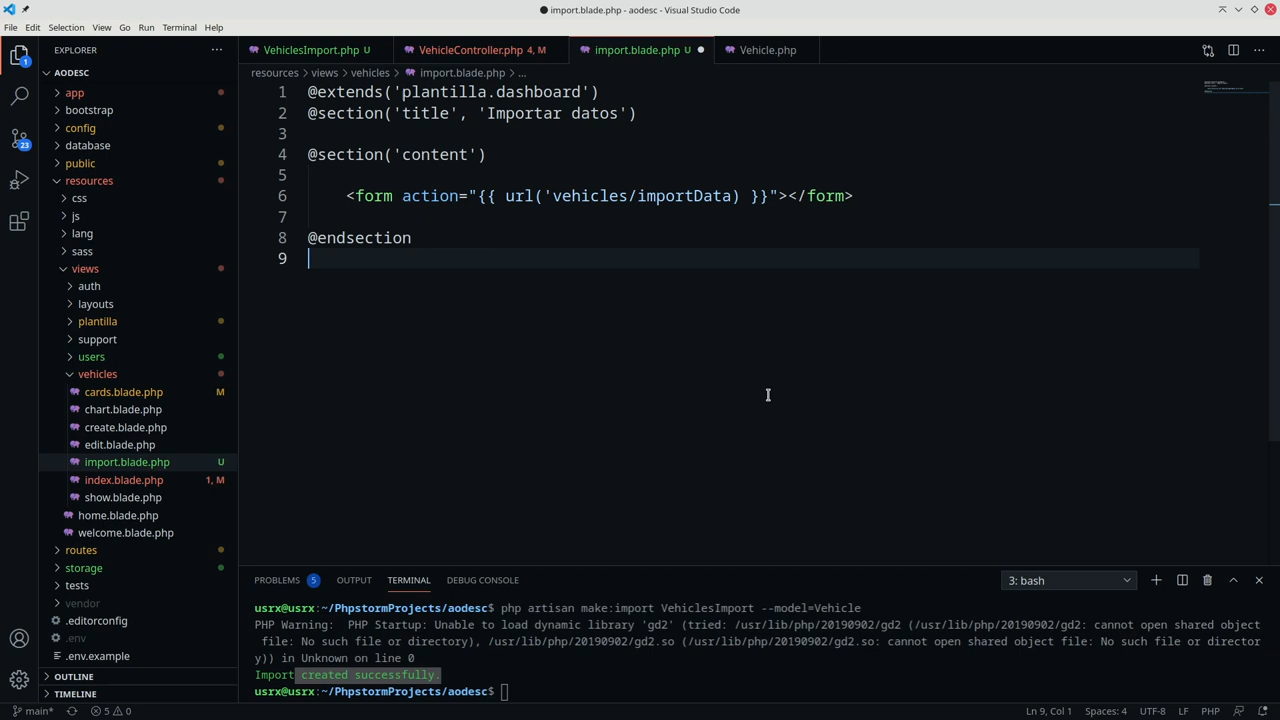 import.blade.php - aodesc - Visual Studio Code
File Edit Selection View Go Run Terminal Help
EXPLORER ...
VehiclesImport.php U
VehicleController.php 4, M
import.blade.php U
Vehicle.php
resources > views > vehicles > import.blade.php > ...
1
AODESC
app
bootstrap
config
database
public
resources
css
js
lang
sass
views
auth
layouts
plantilla
support
users
vehicles
cards.blade.php M
chart.blade.php
create.blade.php
edit.blade.php
import.blade.php U
index.blade.php 1, M
show.blade.php
home.blade.php
welcome.blade.php
routes
storage
tests
vendor
.editorconfig
.env
.env.example
OUTLINE
TIMELINE
23
1 @extends('plantilla.dashboard')
2 @section('title', 'Importar datos')
3
4 @section('content')
5
6 <form action="{{ url('vehicles/importData) }}"></form>
7
8 @endsection
9
PROBLEMS 5 OUTPUT TERMINAL DEBUG CONSOLE 3: bash
usrx@usrx:~/PhpstormProjects/aodesc$ php artisan make:import VehiclesImport --model=Vehicle
PHP Warning:  PHP Startup: Unable to load dynamic library 'gd2' (tried: /usr/lib/php/20190902/gd2 (/usr/lib/php/20190902/gd2: cannot open shared object
file: No such file or directory), /usr/lib/php/20190902/gd2.so (/usr/lib/php/20190902/gd2.so: cannot open shared object file: No such file or director
y)) in Unknown on line 0
Import created successfully.
usrx@usrx:~/PhpstormProjects/aodesc$
main* 5 0 Ln 9, Col 1 Spaces: 4 UTF-8 LF PHP